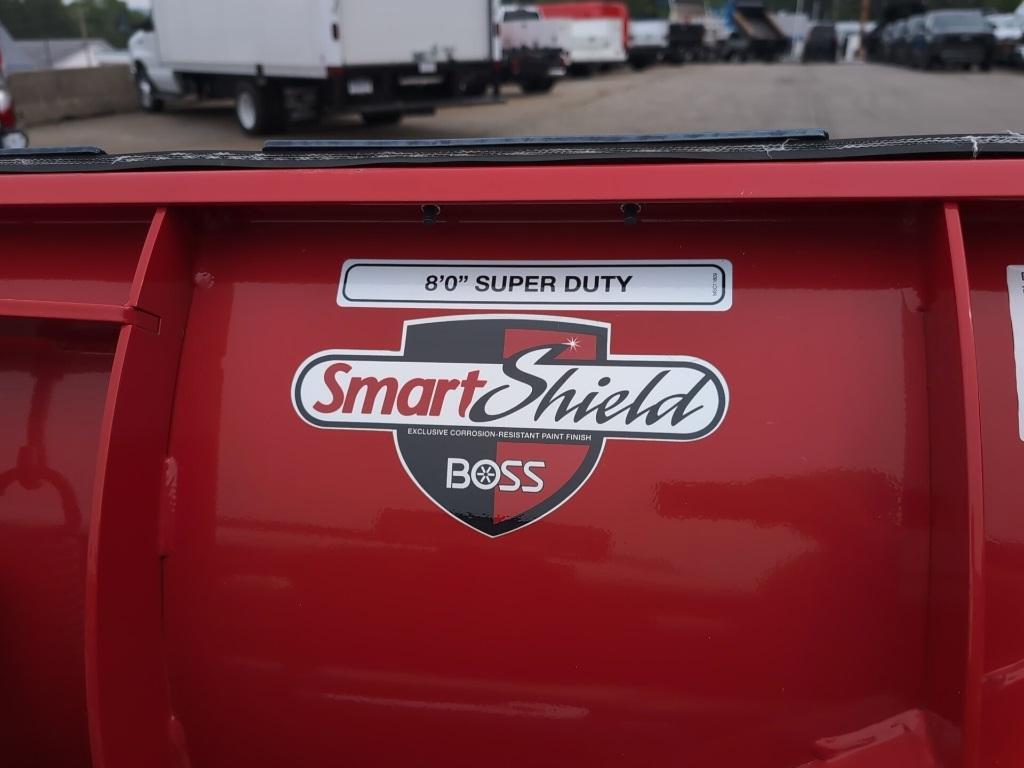 8'0” SUPER DUTY
SmartShield
EXCLUSIVE CORROSION-RESISTANT PAINT FINISH
BOSS